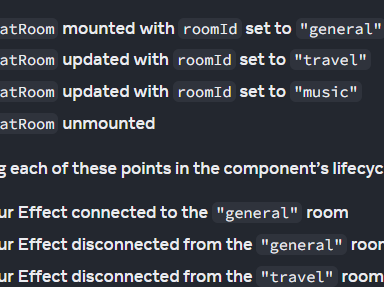 atRoom mounted with roomId set to "general"
atRoom updated with roomId set to "travel"
atRoom updated with roomId set to "music"
atRoom unmounted
g each of these points in the component's lifecyc
ur Effect connected to the "general" room
ur Effect disconnected from the "general" roor
ur Effect disconnected from the "travel" room